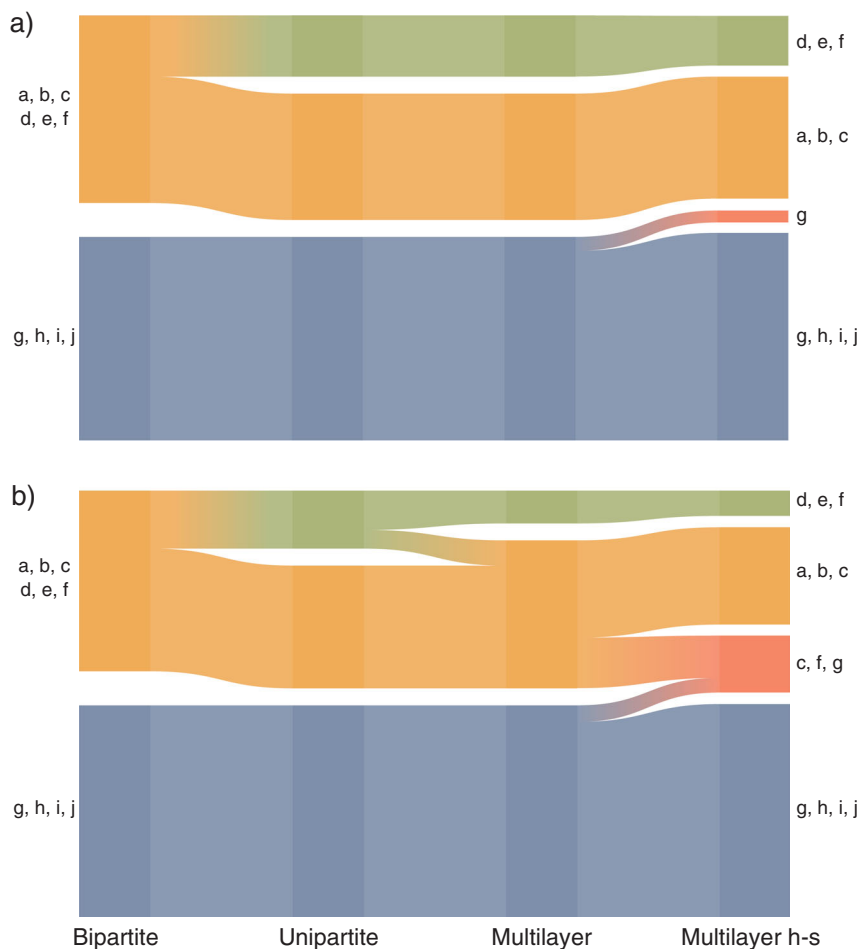 a)
a, b, c
d, e, f
g, h, i, j
d, e, f
a, b, c
g
g, h, i, j
b)
a, b, c
d, e, f
g, h, i, j
d, e, f
a, b, c
c, f, g
g, h, i, j
Bipartite
Unipartite
Multilayer
Multilayer h-s